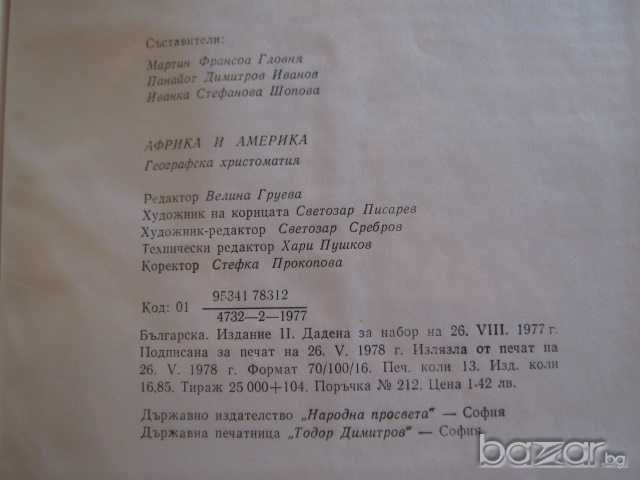 Съставители:
Мартин Франсоа Гловня
Панайот Димитров Иванов
Иванка Стефанова Шопова
АФРИКА И АМЕРИКА
Географска христоматия
Редактор Велина Груева
Художник на корицата Светозар Писарев
Художник-редактор Светозар Сребров
Технически редактор Хари Пушков
Коректор Стефка Прокопова
Код: 01 95341 78312
4732—2—1977
Българска. Издание II. Дадена за набор на 26. VIII. 1977 г.
Подписана за печат на 26. V. 1978 г. Излязла от печат на
26. V. 1978 г. Формат 70/100/16. Печ. коли 13. Изд. коли
16,85. Тираж 25 000+104. Поръчка № 212. Цена 1·42 лв.
Държавно издателство „Народна просвета“ — София
Държавна печатница „Тодор Димитров“ — София
bazar.bg